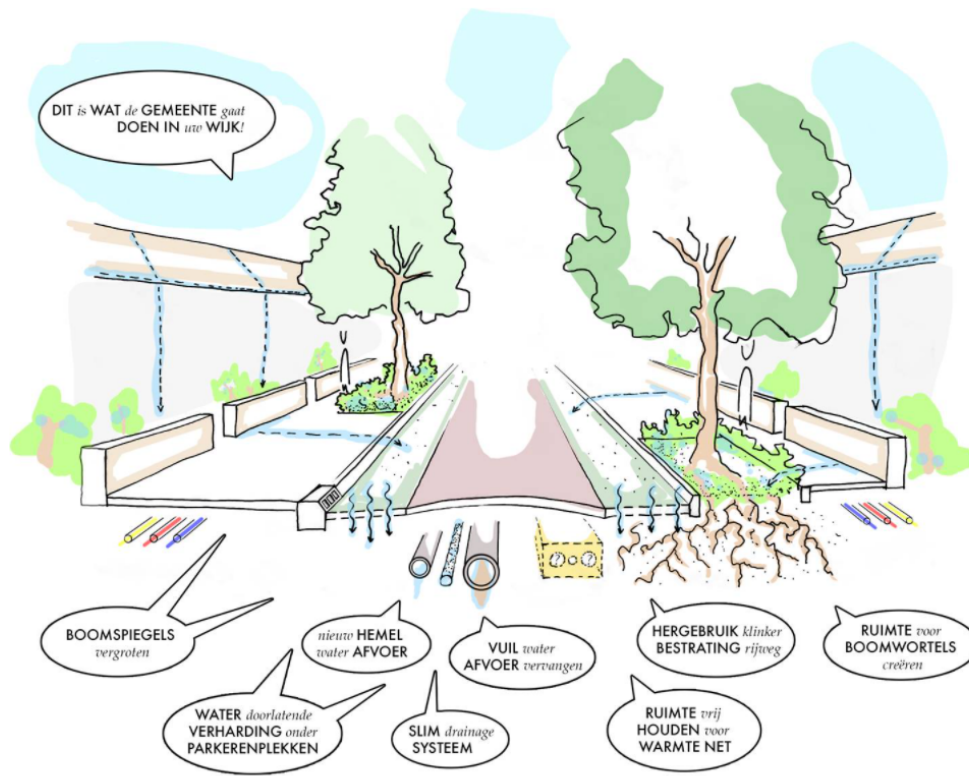 DIT is WAT de GEMEENTE gaat
DOEN IN uw WIJK!
? o ?
BOOMSPIEGELS
vergroten
nieuw HEMEL
water AFVOER
VUIL water
AFVOER vervangen
HERGEBRUIK klinker
BESTRATING rijweg
RUIMTE voor
BOOMWORTELS
creëren
WATER doorlatende
VERHARDING onder
PARKERENPLEKKEN
SLIM drainage
SYSTEEM
RUIMTE vrij
HOUDEN voor
WARMTE NET